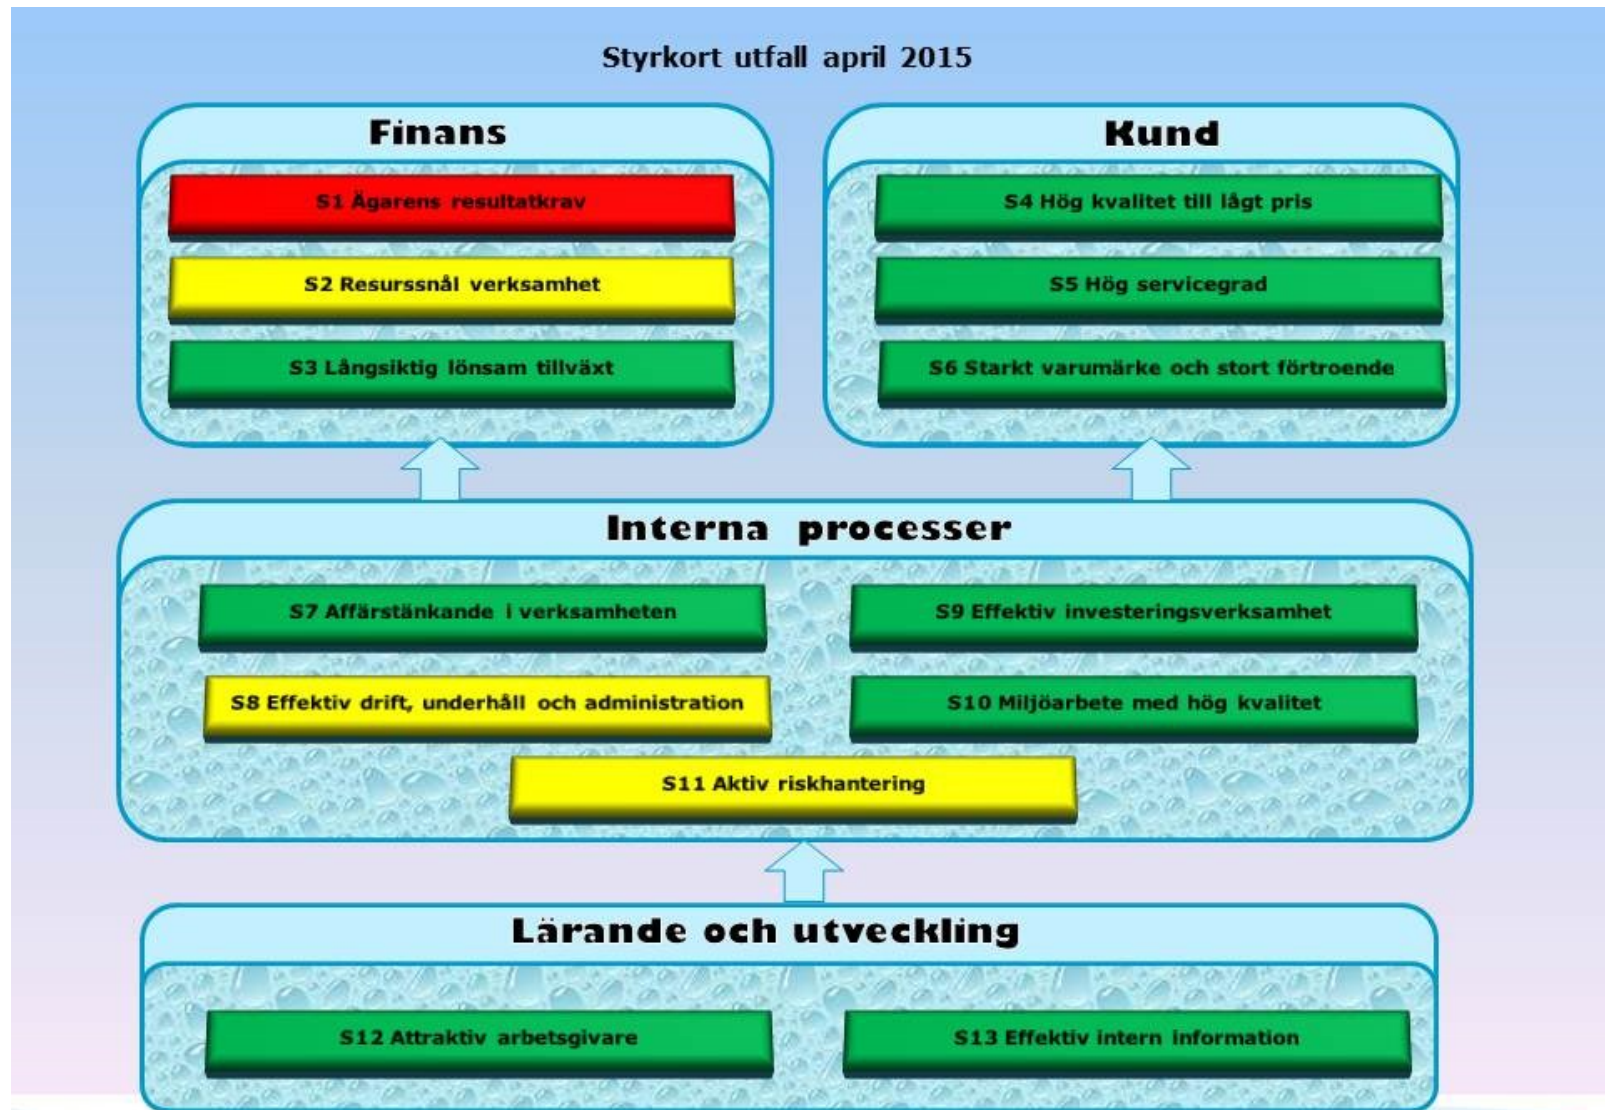 Styrkort utfall april 2015
Finans
S1 Ägarens resultatkrav
S2 Resurssnål verksamhet
S3 Långsiktig lönsam tillväxt
Kund
S4 Hög kvalitet till lågt pris
S5 Hög servicegrad
S6 Starkt varumärke och stort förtroende
Interna processer
S7 Affärstänkande i verksamheten
S8 Effektiv drift, underhåll och administration
S9 Effektiv investeringsverksamhet
S10 Miljöarbete med hög kvalitet
S11 Aktiv riskhantering
Lärande och utveckling
S12 Attraktiv arbetsgivare
S13 Effektiv intern information